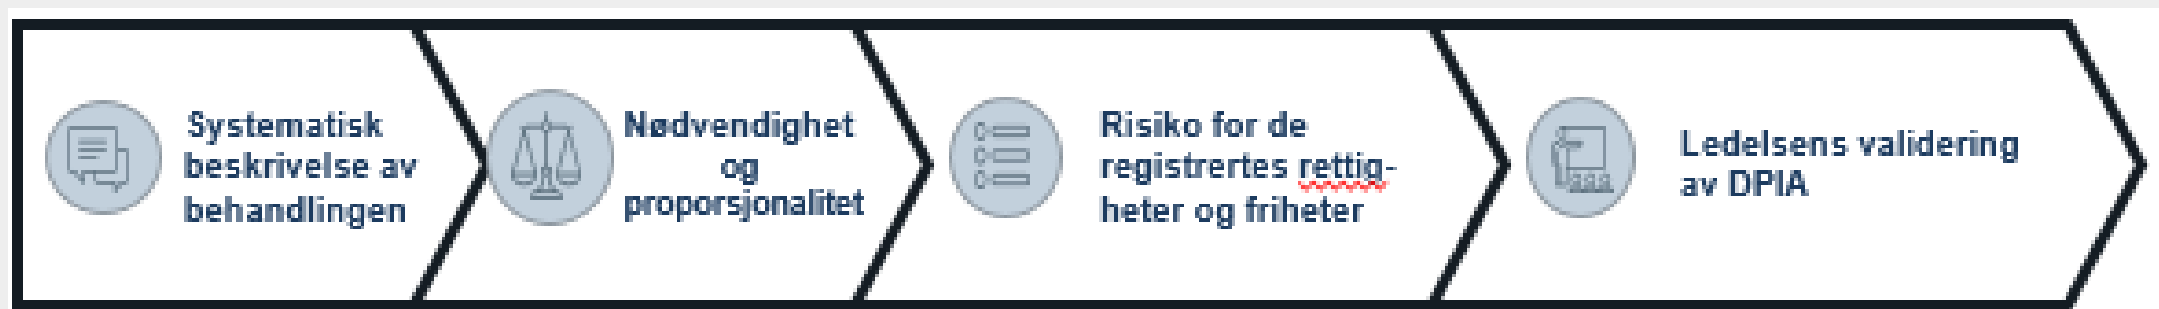 Systematisk
beskrivelse av
behandlingen
Nødvendighet
og
proporsjonalitet
Risiko for de
registrertes rettig-
heter og friheter
Ledelsens validering
av DPIA